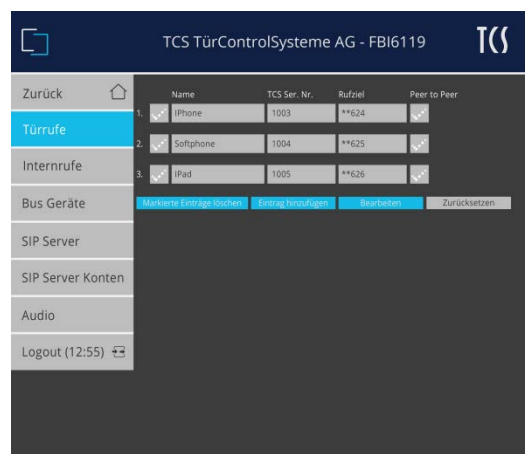 TCS TürControlSysteme AG - FBI6119
TCS
Zurück
Türrufe
Internrufe
Bus Geräte
SIP Server
SIP Server Konten
Audio
Logout (12:55)
Name TCS Ser. Nr. Rufziel Peer to Peer
1. IPhone 1003 **624
2. Softphone 1004 **625
3. iPad 1005 **626
Markierte Einträge löschen Eintrag hinzufügen Bearbeiten Zurücksetzen